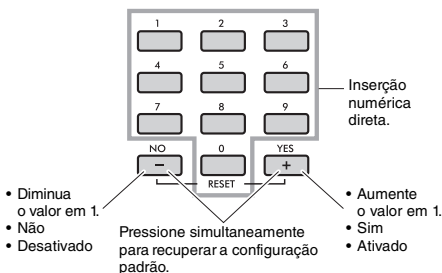 1 2 3
4 5 6
7 8 9
NO 0 YES
− +
RESET
Inserção
numérica
direta.
• Diminua
o valor em 1.
• Não
• Desativado
Pressione simultaneamente
para recuperar a configuração
padrão.
• Aumente
o valor em 1.
• Sim
• Ativado